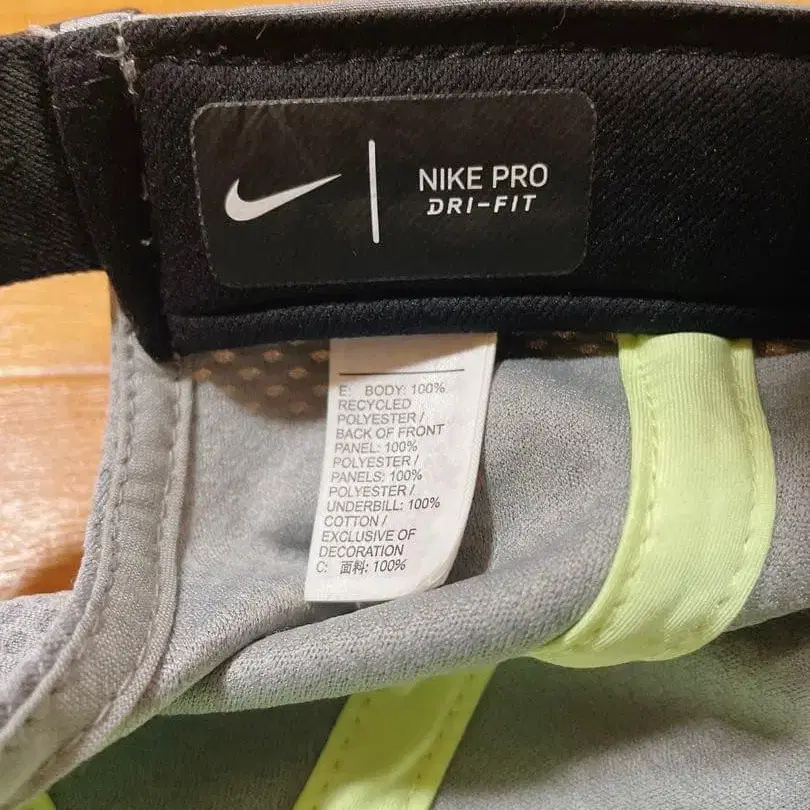 NIKE PRO
DRI-FIT
E: BODY: 100%
RECYCLED
POLYESTER /
BACK OF FRONT
PANEL: 100%
POLYESTER /
PANELS: 100%
POLYESTER /
UNDERBILL: 100%
COTTON /
EXCLUSIVE OF
DECORATION
C: 面料: 100%